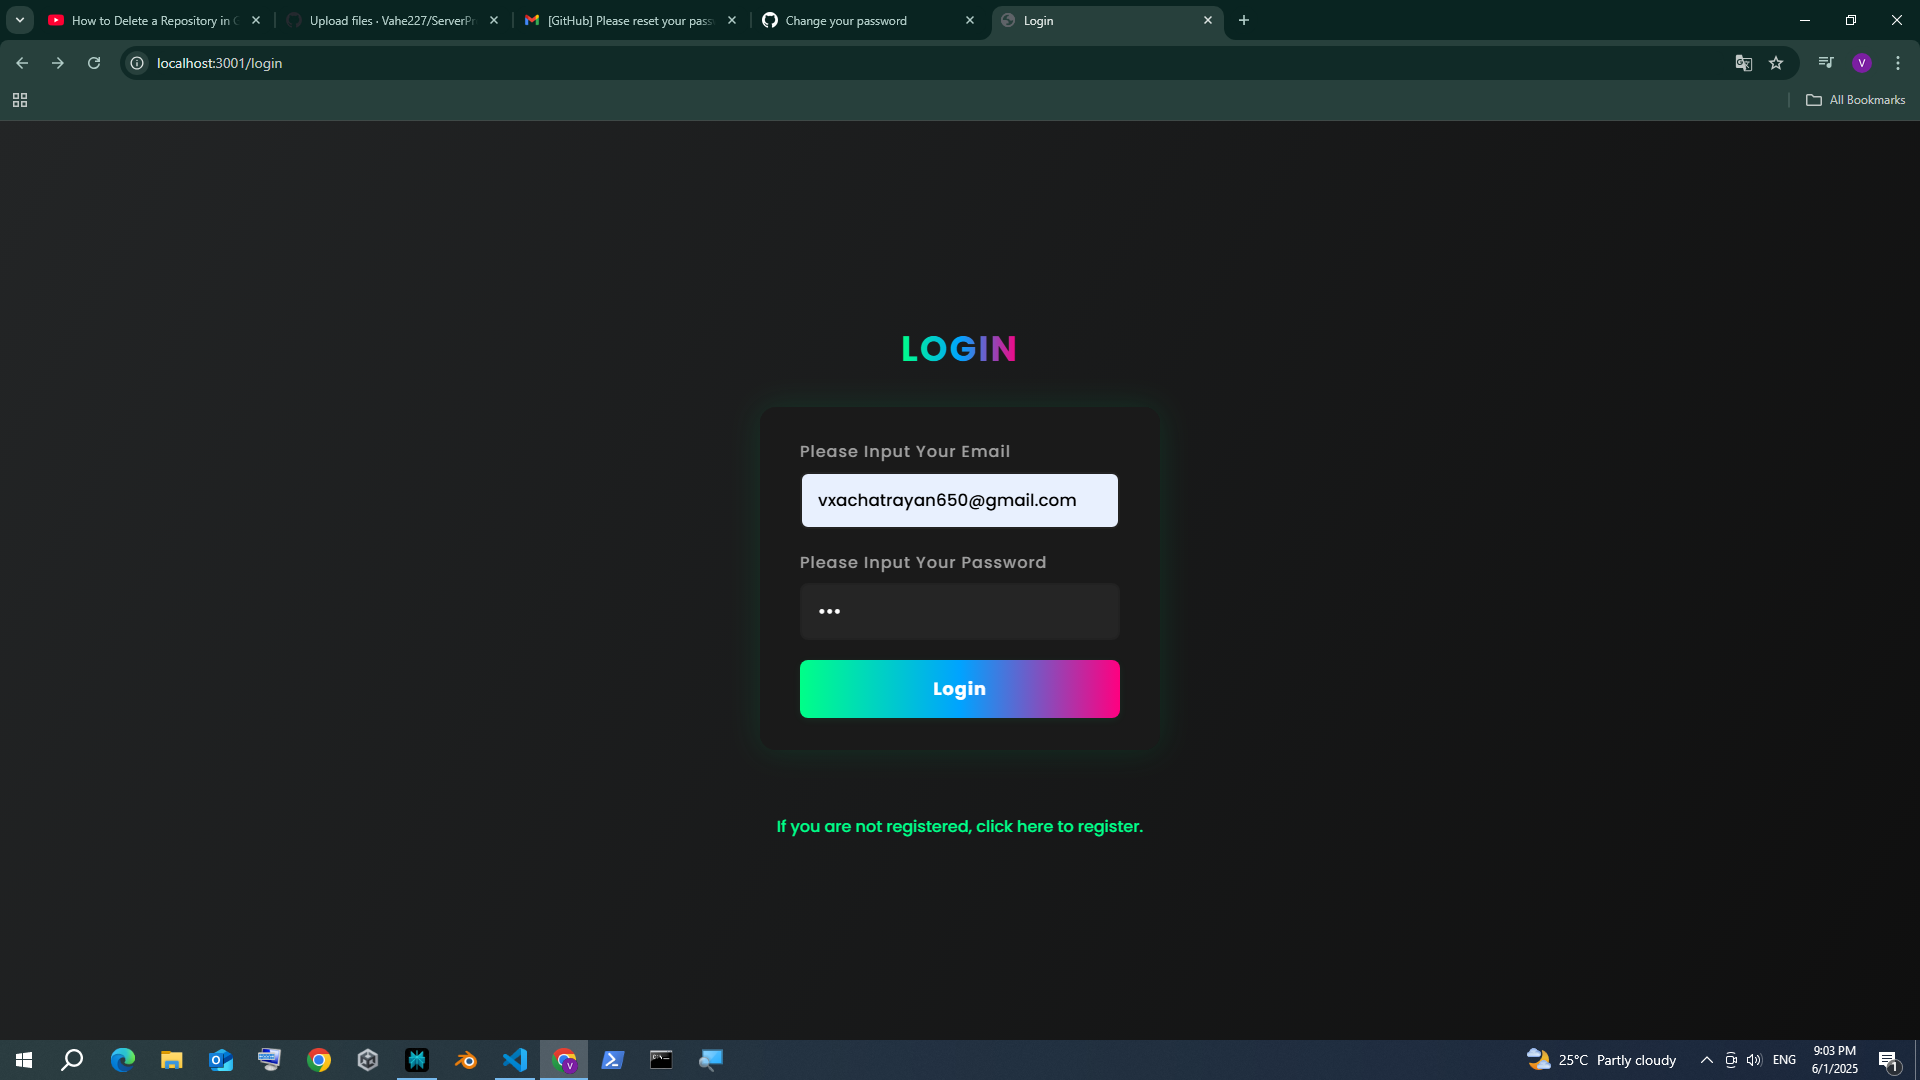 How to Delete a Repository in G
Upload files · Vahe227/ServerPr
[GitHub] Please reset your pass
Change your password
Login
localhost:3001/login
V
All Bookmarks
LOGIN
Please Input Your Email
vxachatrayan650@gmail.com
Please Input Your Password
•••
Login
If you are not registered, click here to register.
25°C Partly cloudy
ENG
9:03 PM
6/1/2025
1